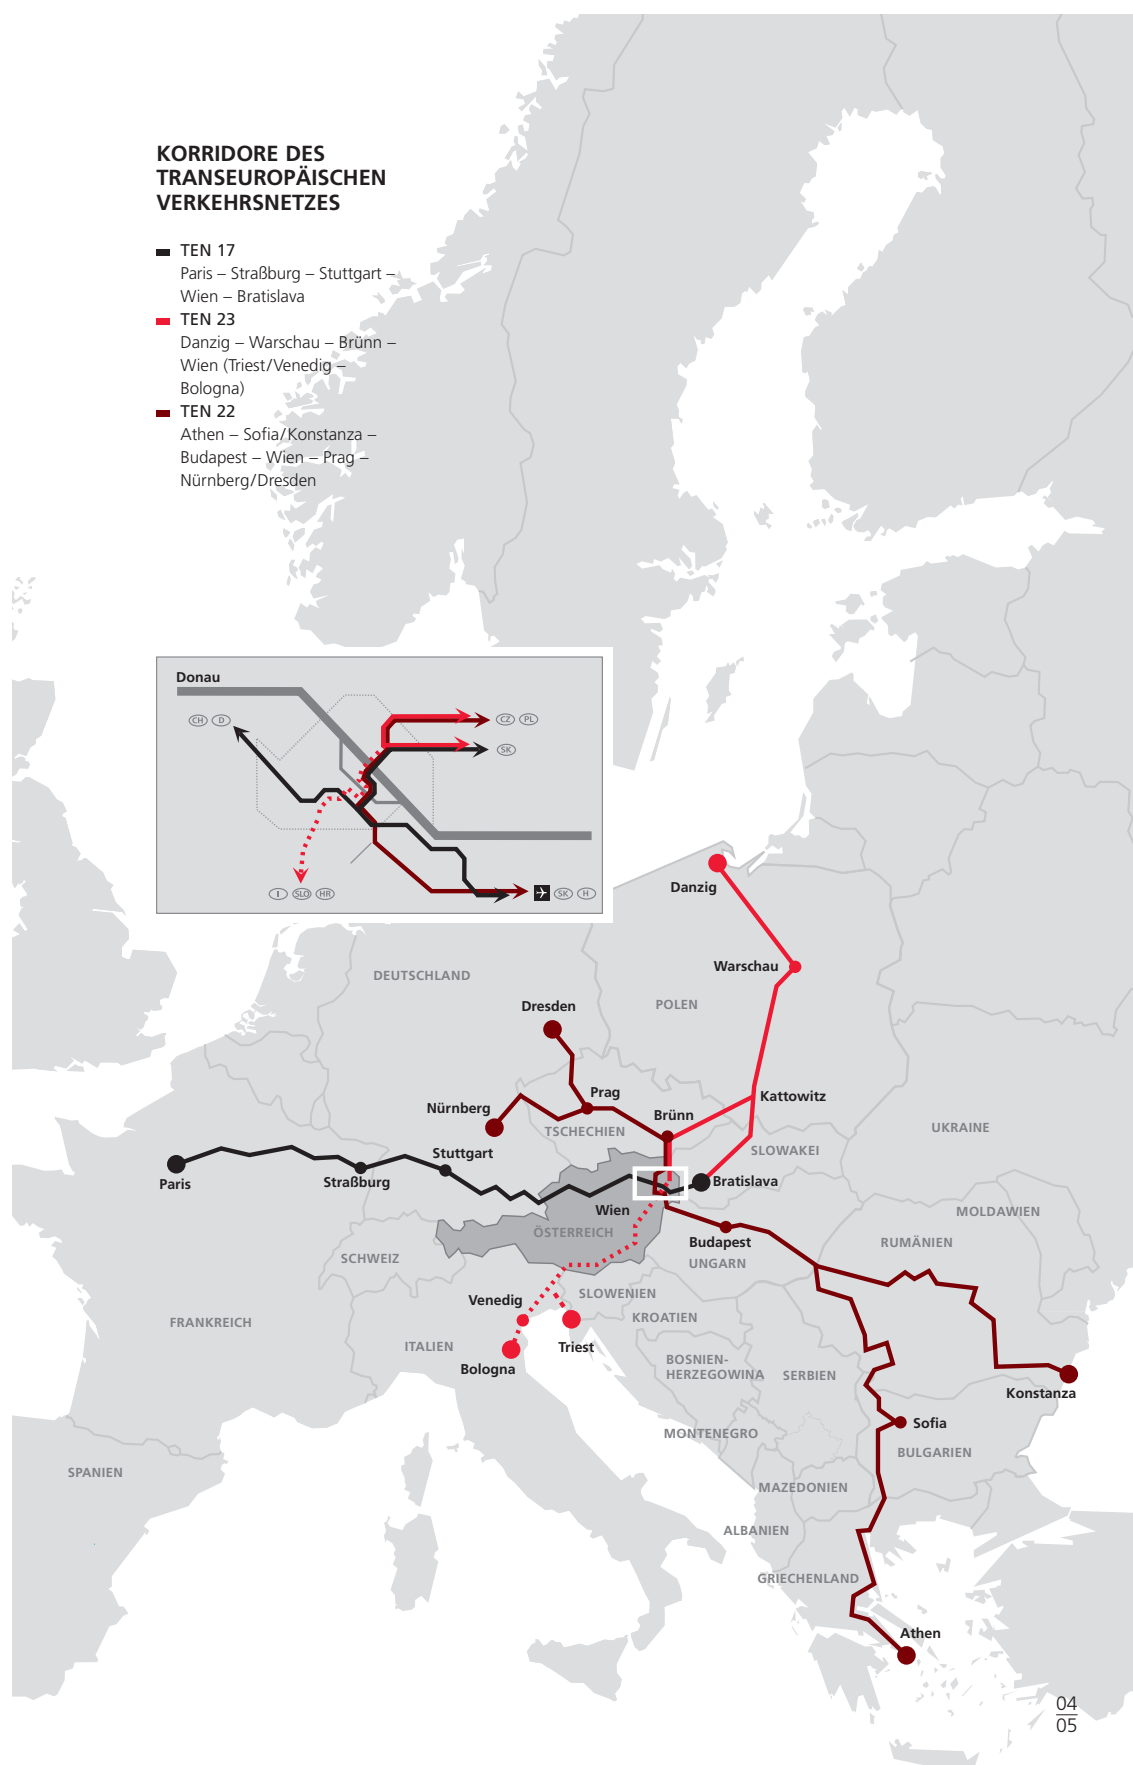 KORRIDORE DES
TRANSEUROPÄISCHEN
VERKEHRSNETZES
TEN 17
Paris – Straßburg – Stuttgart –
Wien – Bratislava
TEN 23
Danzig – Warschau – Brünn –
Wien (Triest/Venedig –
Bologna)
TEN 22
Athen – Sofia/Konstanza –
Budapest – Wien – Prag –
Nürnberg/Dresden
Donau
CH D
CZ PL
SK
I SLO HR
SK H
Danzig
Warschau
DEUTSCHLAND
POLEN
Dresden
Prag
Kattowitz
Nürnberg
Brünn
TSCHECHIEN
UKRAINE
Stuttgart
SLOWAKEI
Paris
Straßburg
Bratislava
Wien
MOLDAWIEN
ÖSTERREICH
Budapest
RUMÄNIEN
SCHWEIZ
UNGARN
Venedig
SLOWENIEN
FRANKREICH
KROATIEN
ITALIEN
Triest
Bologna
BOSNIEN-
HERZEGOWINA
SERBIEN
Konstanza
Sofia
MONTENEGRO
BULGARIEN
SPANIEN
MAZEDONIEN
ALBANIEN
GRIECHENLAND
Athen
04
05